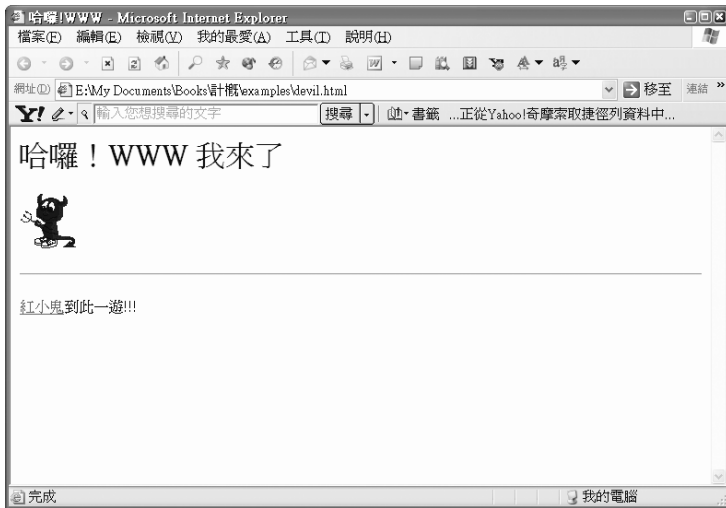 哈囉!WWW - Microsoft Internet Explorer
檔案(F) 編輯(E) 檢視(V) 我的最愛(A) 工具(T) 說明(H)
網址(D) E:\My Documents\Books\計概\examples\devil.html 移至 連結 »
Y! 輸入您想搜尋的文字 搜尋 書籤 ...正從Yahoo!奇摩索取捷徑列資料中...
哈囉！WWW 我來了
紅小鬼到此一遊!!!
完成 我的電腦